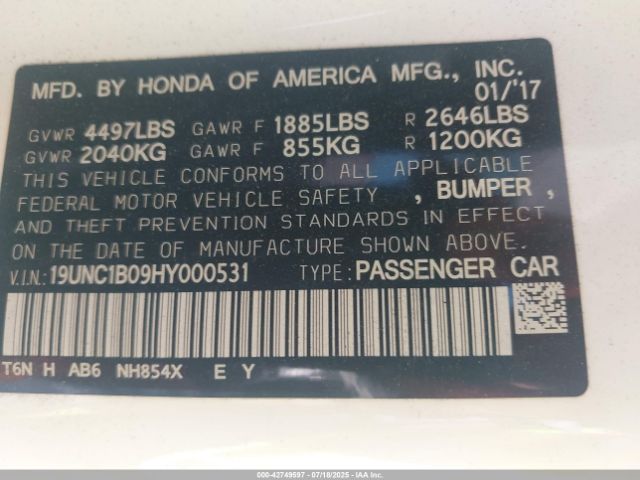 MFD. BY HONDA OF AMERICA MFG., INC.
01/'17
GVWR 4497LBS GAWR F 1885LBS R 2646LBS
GVWR 2040KG GAWR F 855KG R 1200KG
THIS VEHICLE CONFORMS TO ALL APPLICABLE
FEDERAL MOTOR VEHICLE SAFETY , BUMPER ,
AND THEFT PREVENTION STANDARDS IN EFFECT
ON THE DATE OF MANUFACTURE SHOWN ABOVE.
V.I.N: 19UNC1B09HY000531 TYPE: PASSENGER CAR
T6N H AB6 NH854X E Y
000-42749597 - 07/18/2025 - IAAI.COM